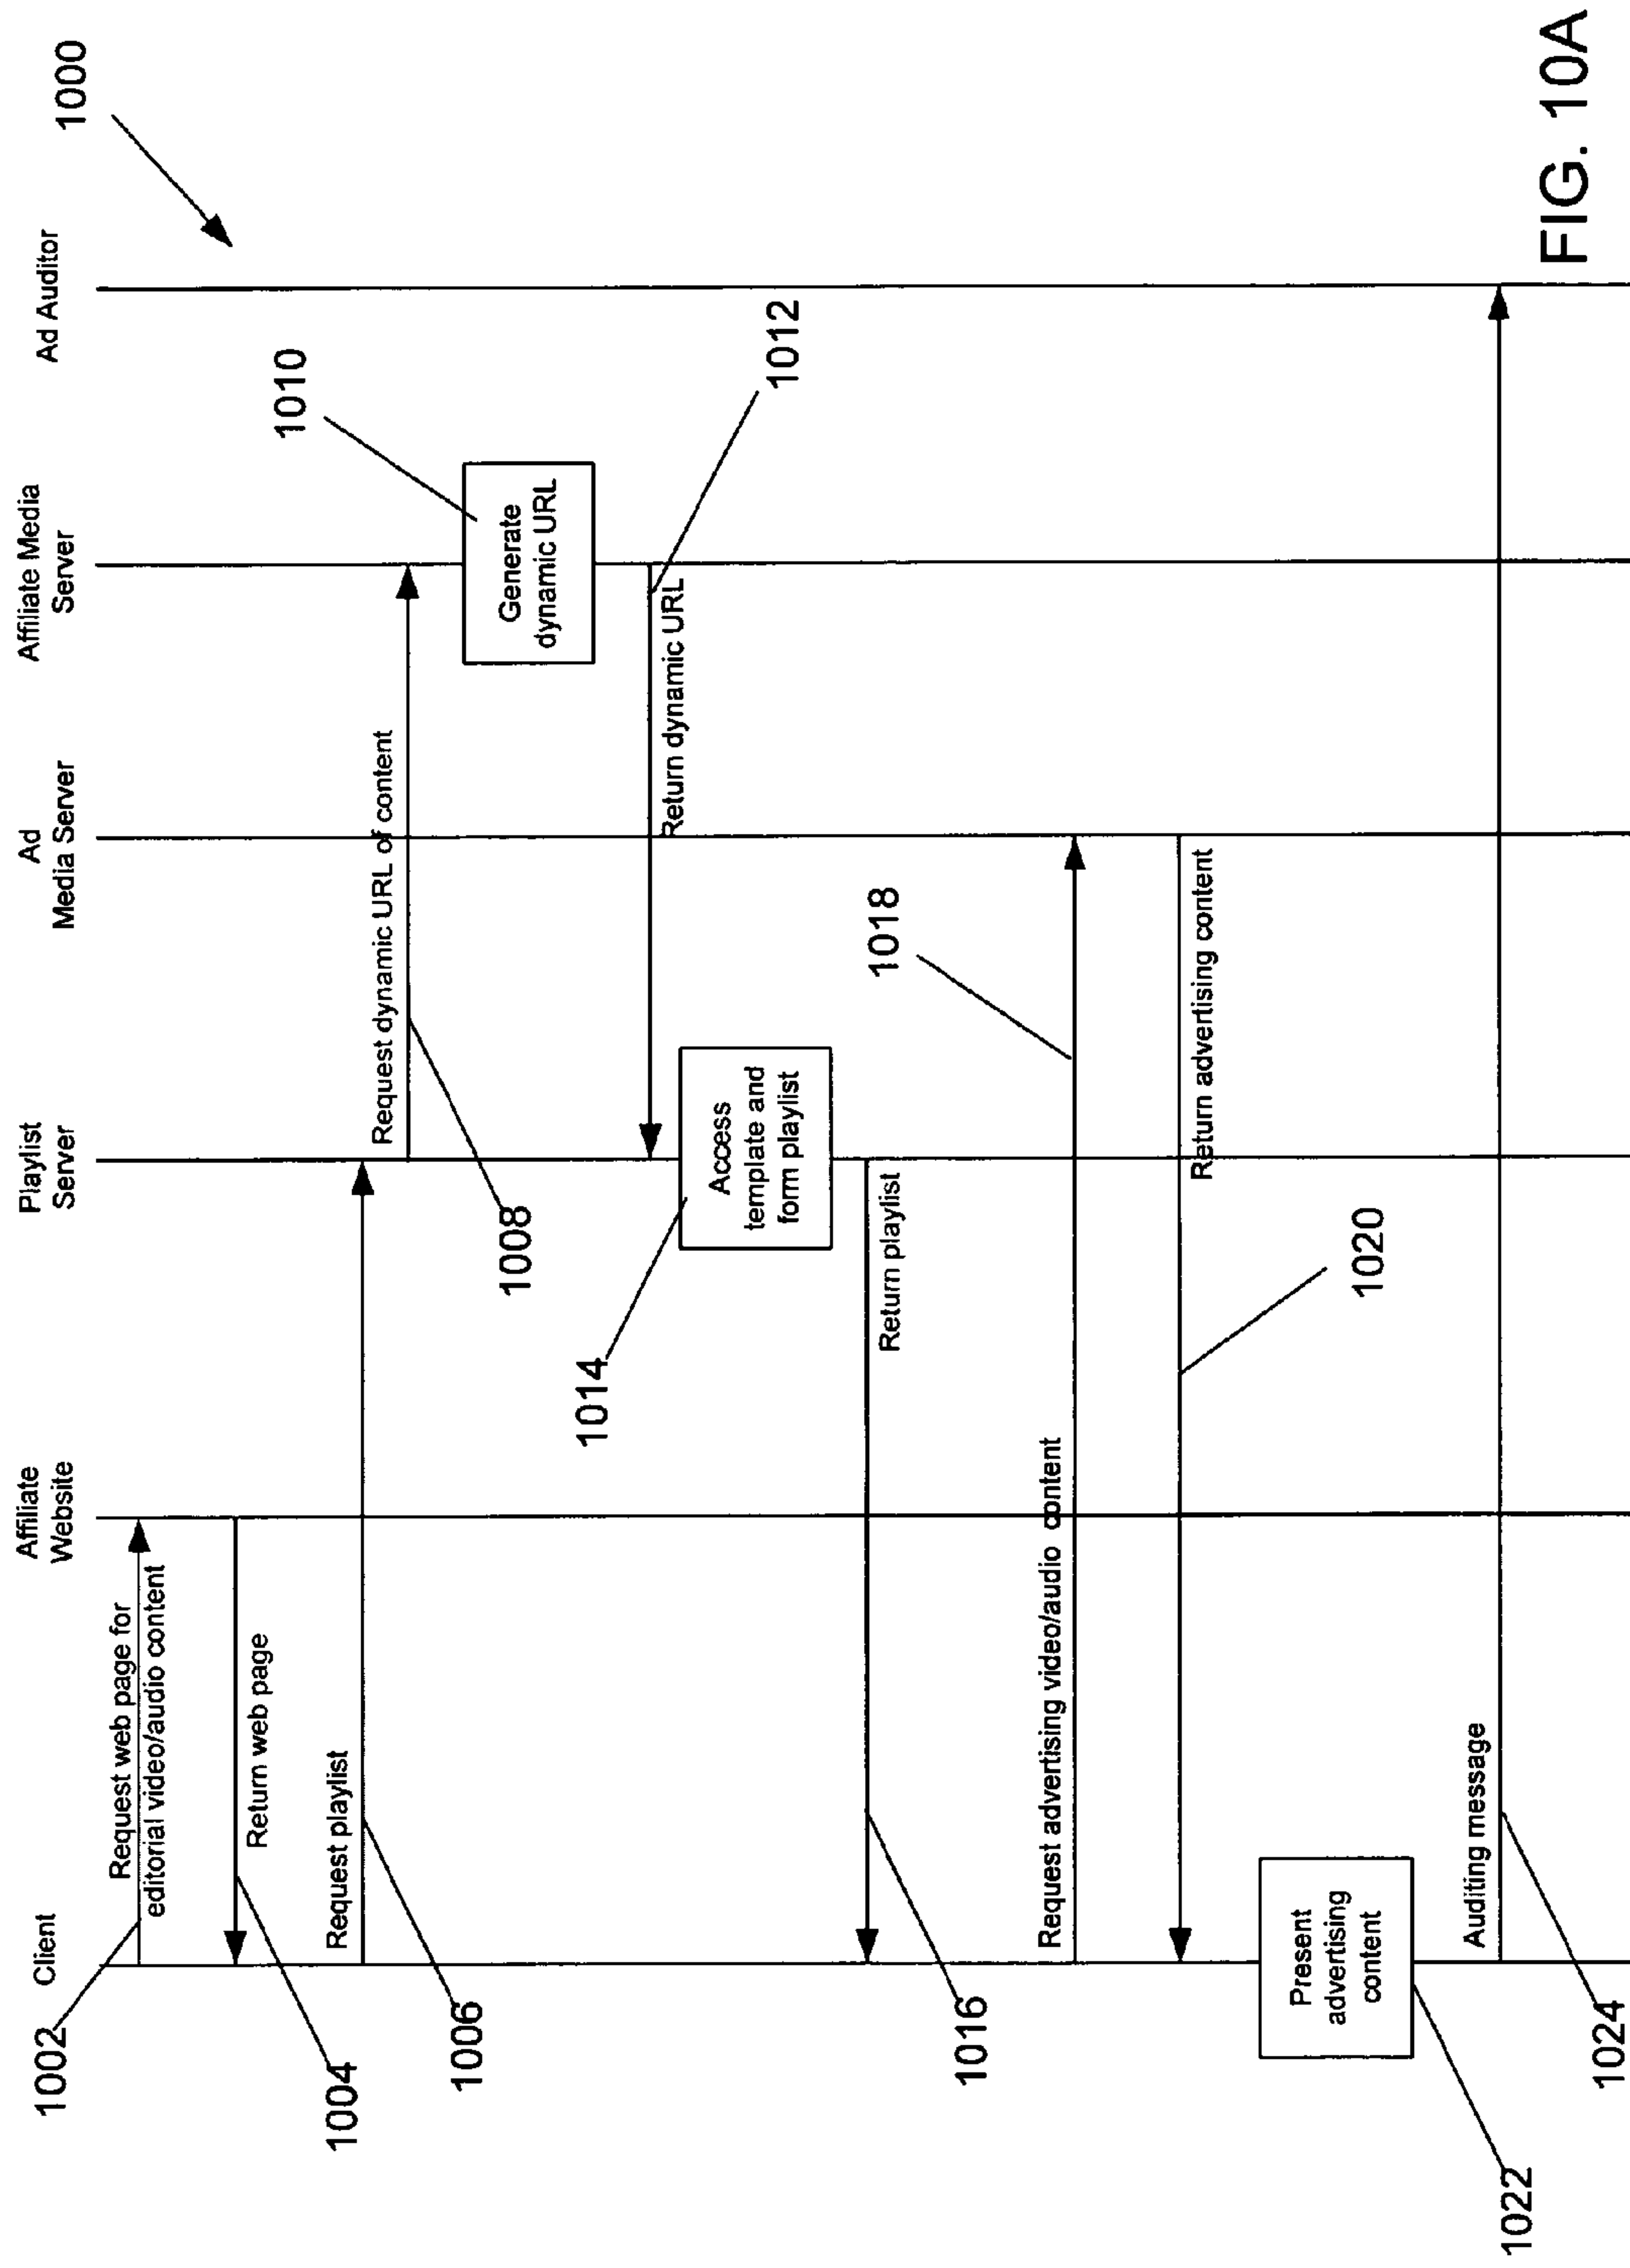 1000
Client
Affiliate
Website
Playlist
Server
Ad
Media Server
Affiliate Media
Server
Ad Auditor
1002
Request web page for
editorial video/audio content
1004
Return web page
Request playlist
1006
Request dynamic URL of content
1008
1010
Generate
dynamic URL
1012
Return dynamic URL
1014
Access
template and
form playlist
Return playlist
1016
1018
Request advertising video/audio content
Return advertising content
1020
Present
advertising
content
1022
Auditing message
1024
FIG. 10A